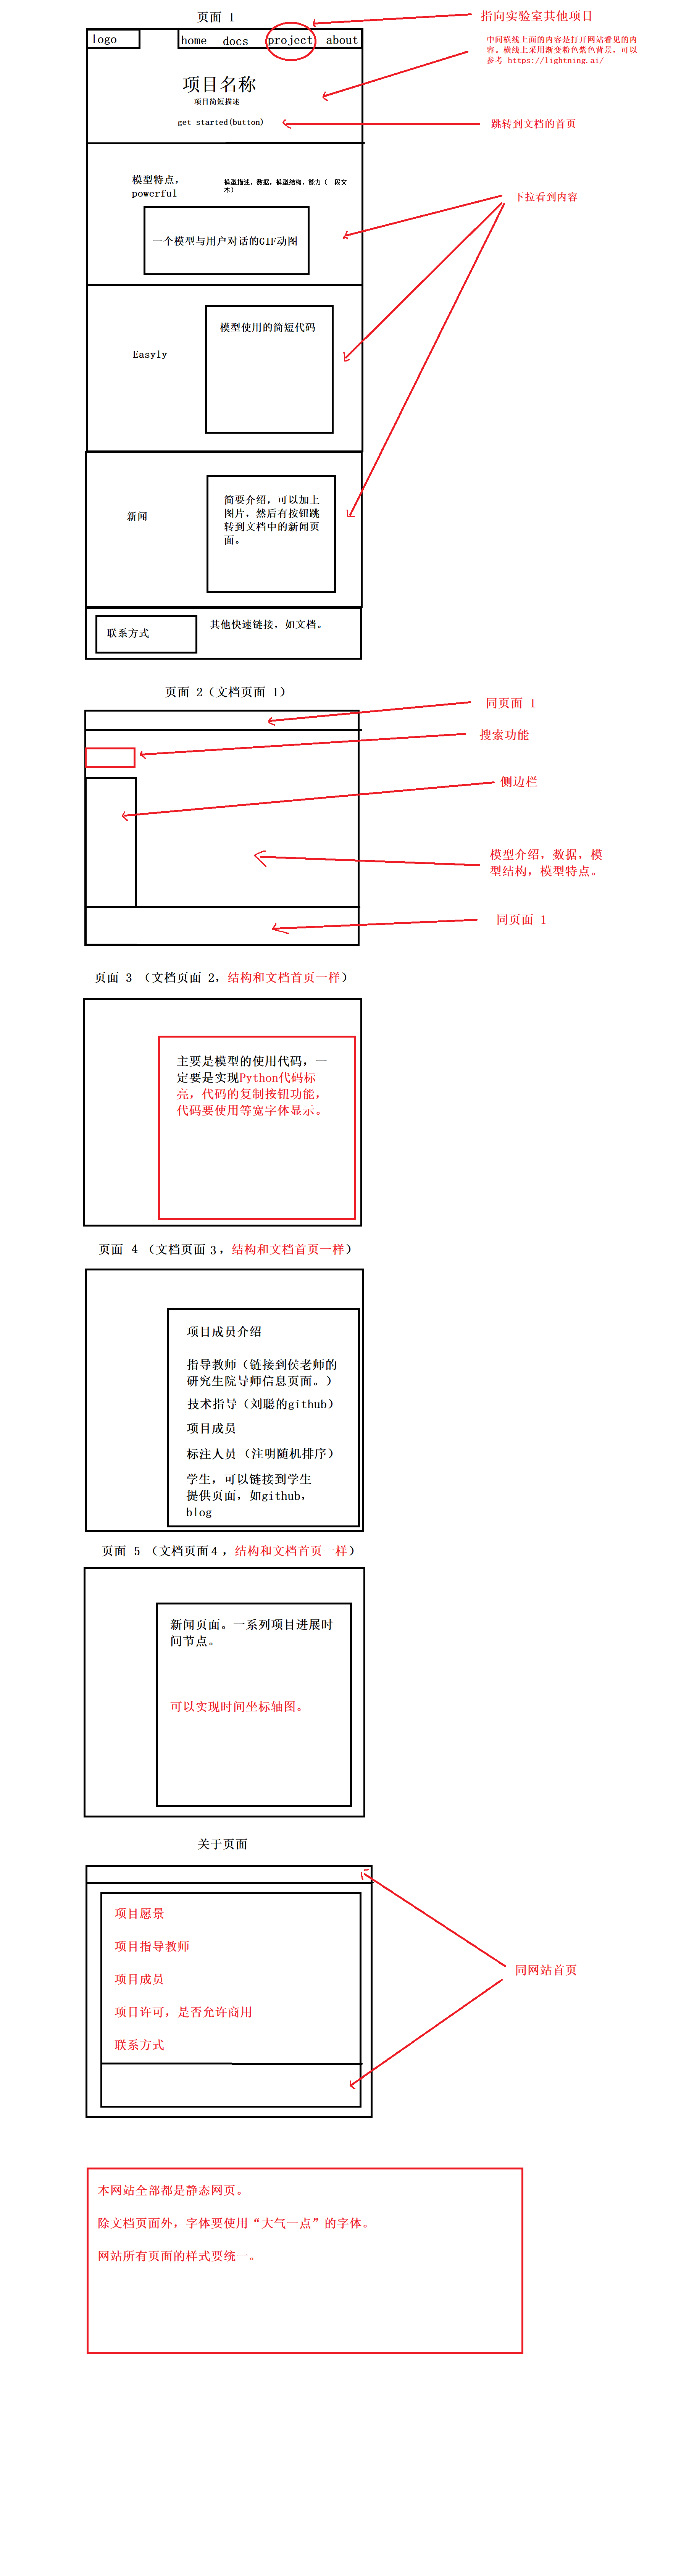 页面 1
指向实验室其他项目
logo
home docs project about
中间横线上面的内容是打开网站看见的内
容。横线上采用渐变粉色紫色背景，可以
参考 https://lightning.ai/
项目名称
项目简短描述
get started(button)
跳转到文档的首页
模型特点，
powerful
模型描述，数据，模型结构，能力（一段文
本）
下拉看到内容
一个模型与用户对话的GIF动图
模型使用的简短代码
Easyly
简要介绍，可以加上
图片，然后有按钮跳
转到文档中的新闻页
面。
新闻
联系方式
其他快速链接，如文档。
页面 2（文档页面 1）
同页面 1
搜索功能
侧边栏
模型介绍，数据，模
型结构，模型特点。
同页面 1
页面 3 （文档页面 2，结构和文档首页一样）
主要是模型的使用代码，一
定要是实现Python代码标
亮，代码的复制按钮功能，
代码要使用等宽字体显示。
页面 4 （文档页面 3 ，结构和文档首页一样）
项目成员介绍
指导教师（链接到侯老师的
研究生院导师信息页面。）
技术指导（刘聪的github）
项目成员
标注人员（注明随机排序）
学生，可以链接到学生
提供页面，如github，
blog
页面 5 （文档页面 4 ，结构和文档首页一样）
新闻页面。一系列项目进展时
间节点。
可以实现时间坐标轴图。
关于页面
项目愿景
项目指导教师
项目成员
同网站首页
项目许可，是否允许商用
联系方式
本网站全部都是静态网页。
除文档页面外，字体要使用“大气一点”的字体。
网站所有页面的样式要统一。